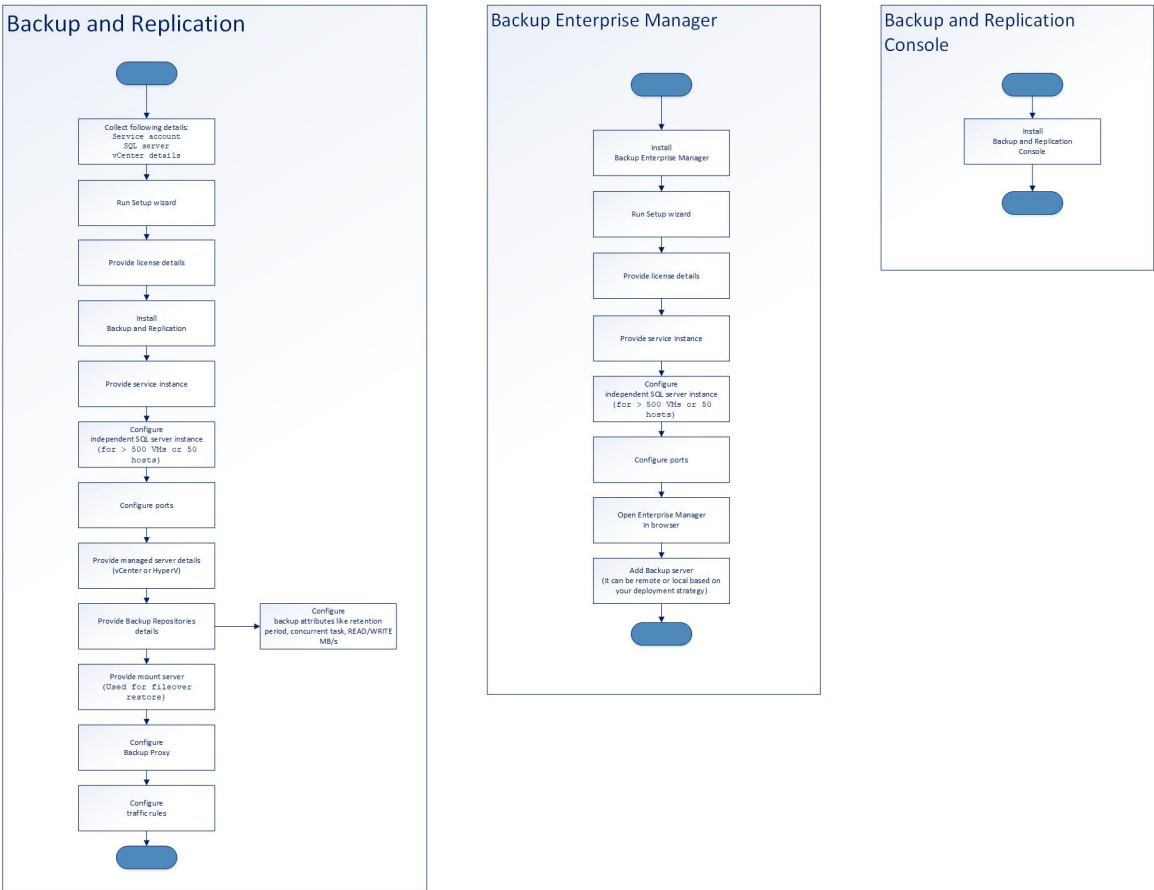 Backup and Replication
Collect following details:
Service account
SQL server
vCenter details
Run Setup wizard
Provide license details
Install
Backup and Replication
Provide service instance
Configure
independent SQL server instance
(for > 500 VMs or 50
hosts)
Configure ports
Provide managed server details
(vCenter or HyperV)
Provide Backup Repositories
details
Configure
backup attributes like retention
period, concurrent task, READ/WRITE
MB/s
Provide mount server
(Used for fileover
restore)
Configure
Backup Proxy
Configure
traffic rules
Backup Enterprise Manager
Install
Backup Enterprise Manager
Run Setup wizard
Provide license details
Provide service instance
Configure
independent SQL server instance
(for > 500 VMs or 50
hosts)
Configure ports
Open Enterprise Manager
In browser
Add Backup server
(it can be remote or local based on
your deployment strategy)
Backup and Replication
Console
Install
Backup and Replication
Console